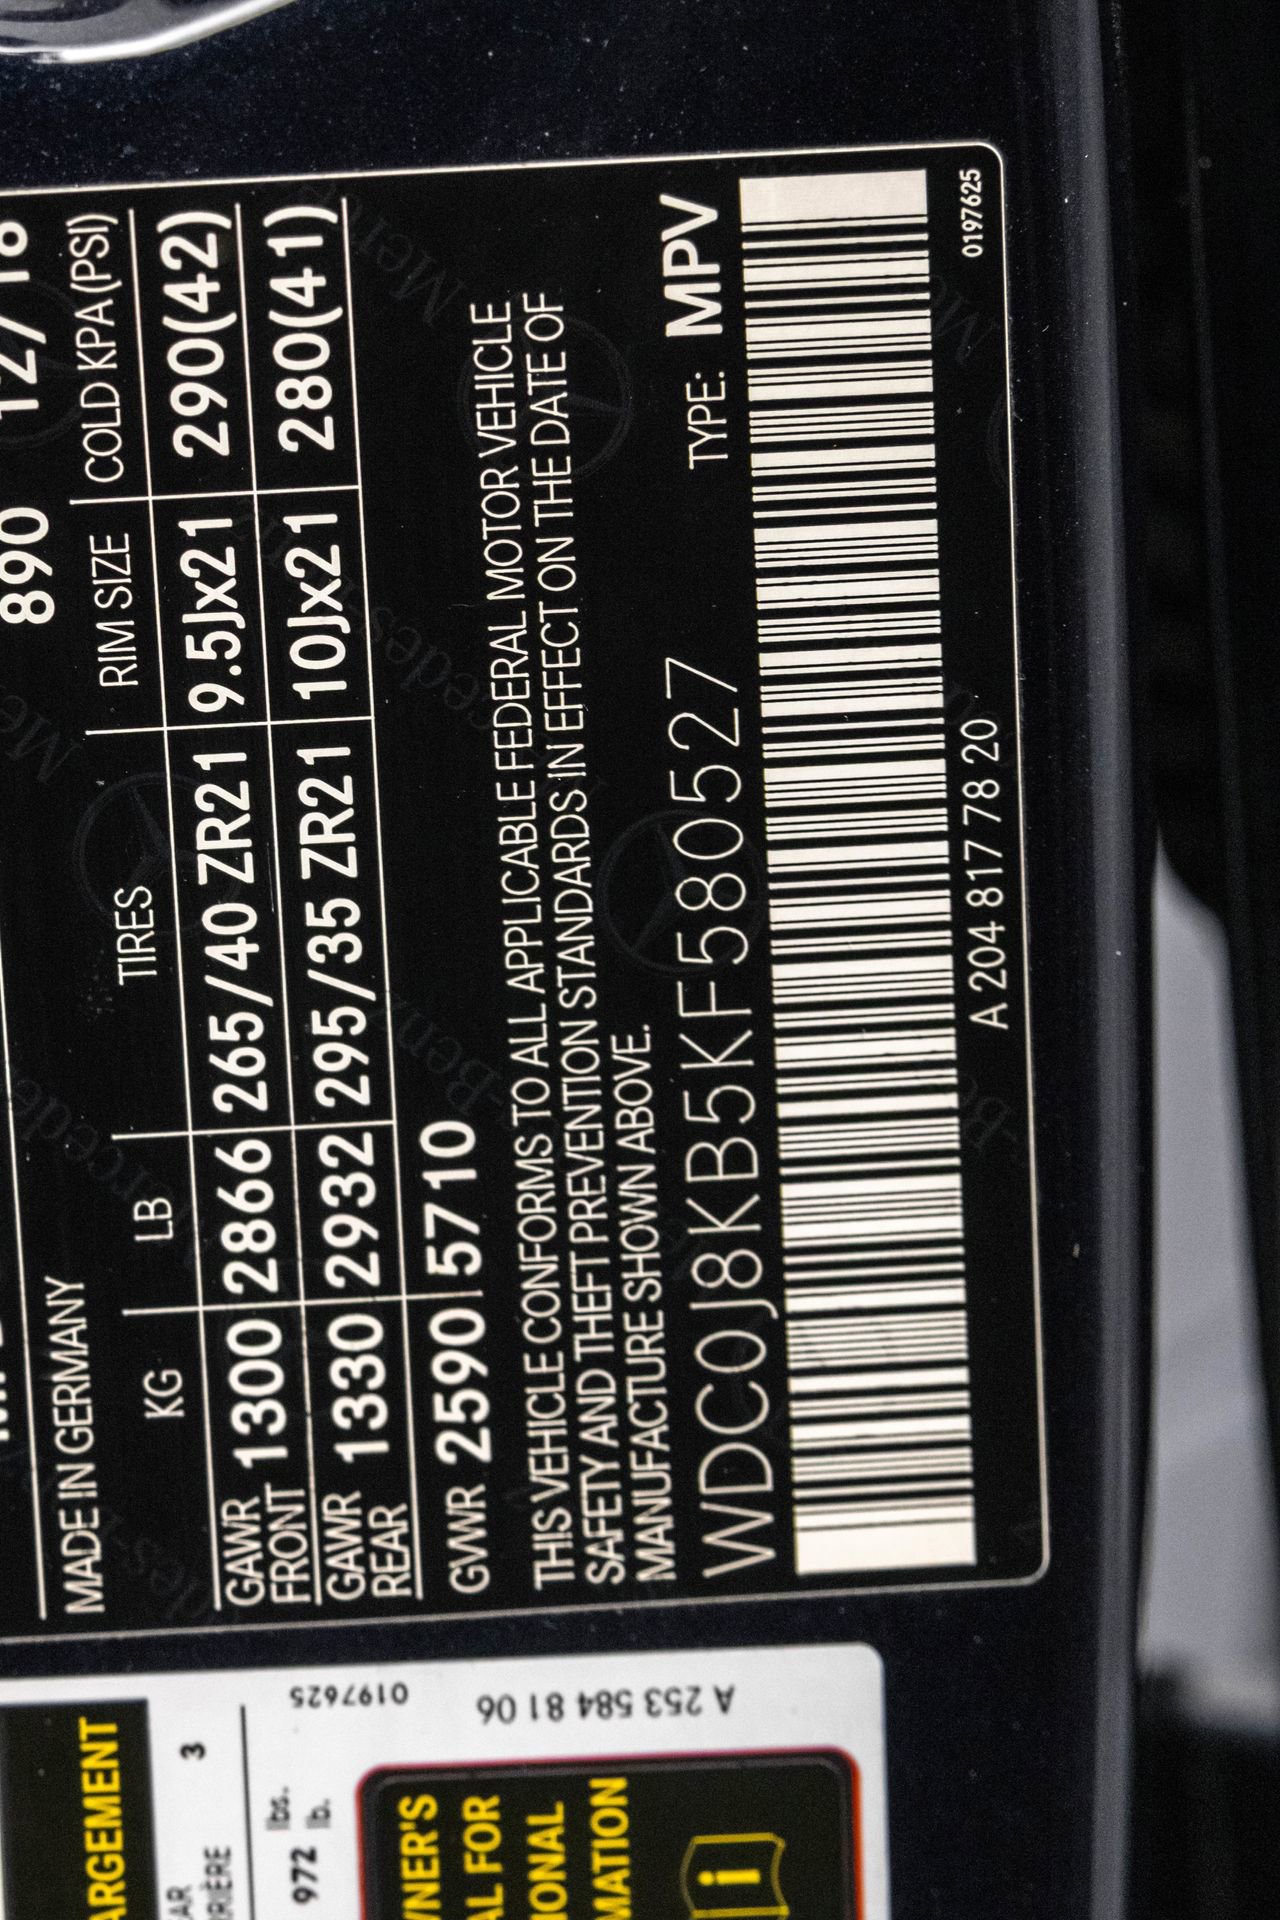 890 12/18
MADE IN GERMANY
KG LB TIRES RIM SIZE COLD KPA(PSI)
GAWR FRONT 1300 2866 265/40 ZR21 9.5Jx21 290(42)
GAWR REAR 1330 2932 295/35 ZR21 10Jx21 280(41)
GVWR 2590 5710
THIS VEHICLE CONFORMS TO ALL APPLICABLE FEDERAL MOTOR VEHICLE
SAFETY AND THEFT PREVENTION STANDARDS IN EFFECT ON THE DATE OF
MANUFACTURE SHOWN ABOVE.
WDC0J8KB5KF580527 TYPE: MPV
A 204 817 78 20 0197625
0197625
A 253 584 81 06
ARGEMENT
3
AR
RRIÈRE
lbs.
972 lb.
WNER'S
AL FOR
IONAL
MATION
i